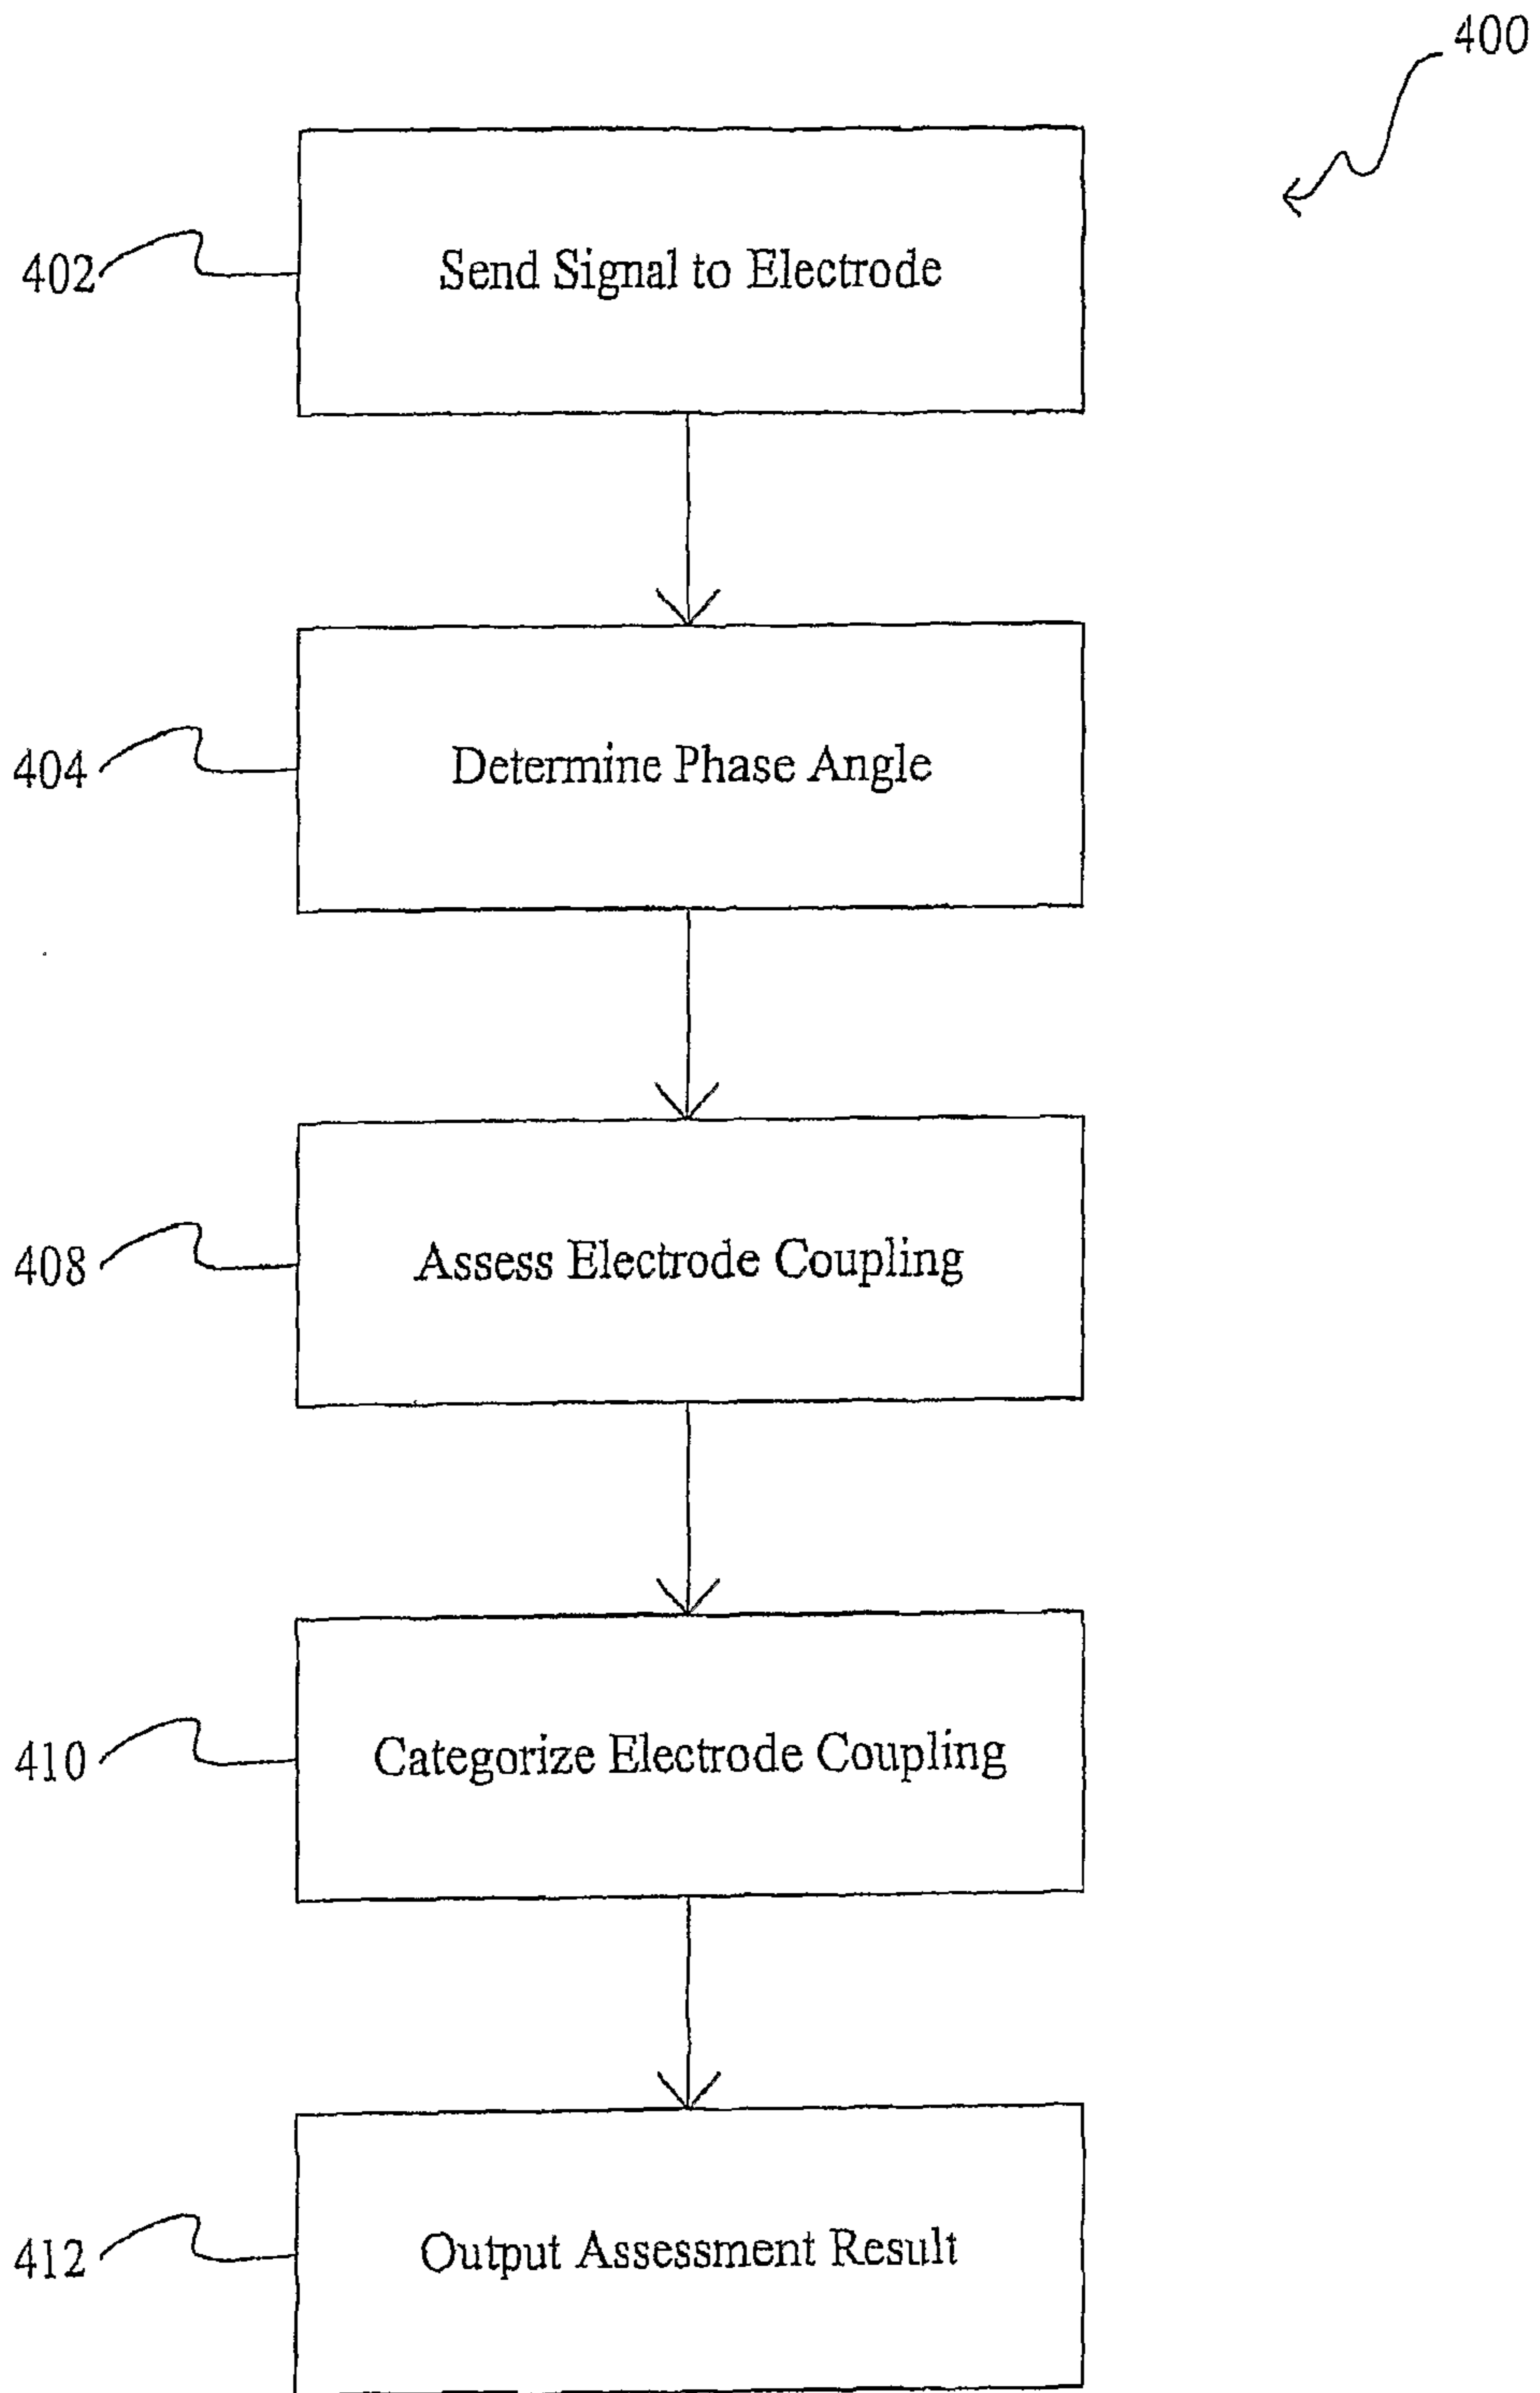 400
402
Send Signal to Electrode
404
Determine Phase Angle
408
Assess Electrode Coupling
410
Categorize Electrode Coupling
412
Output Assessment Result